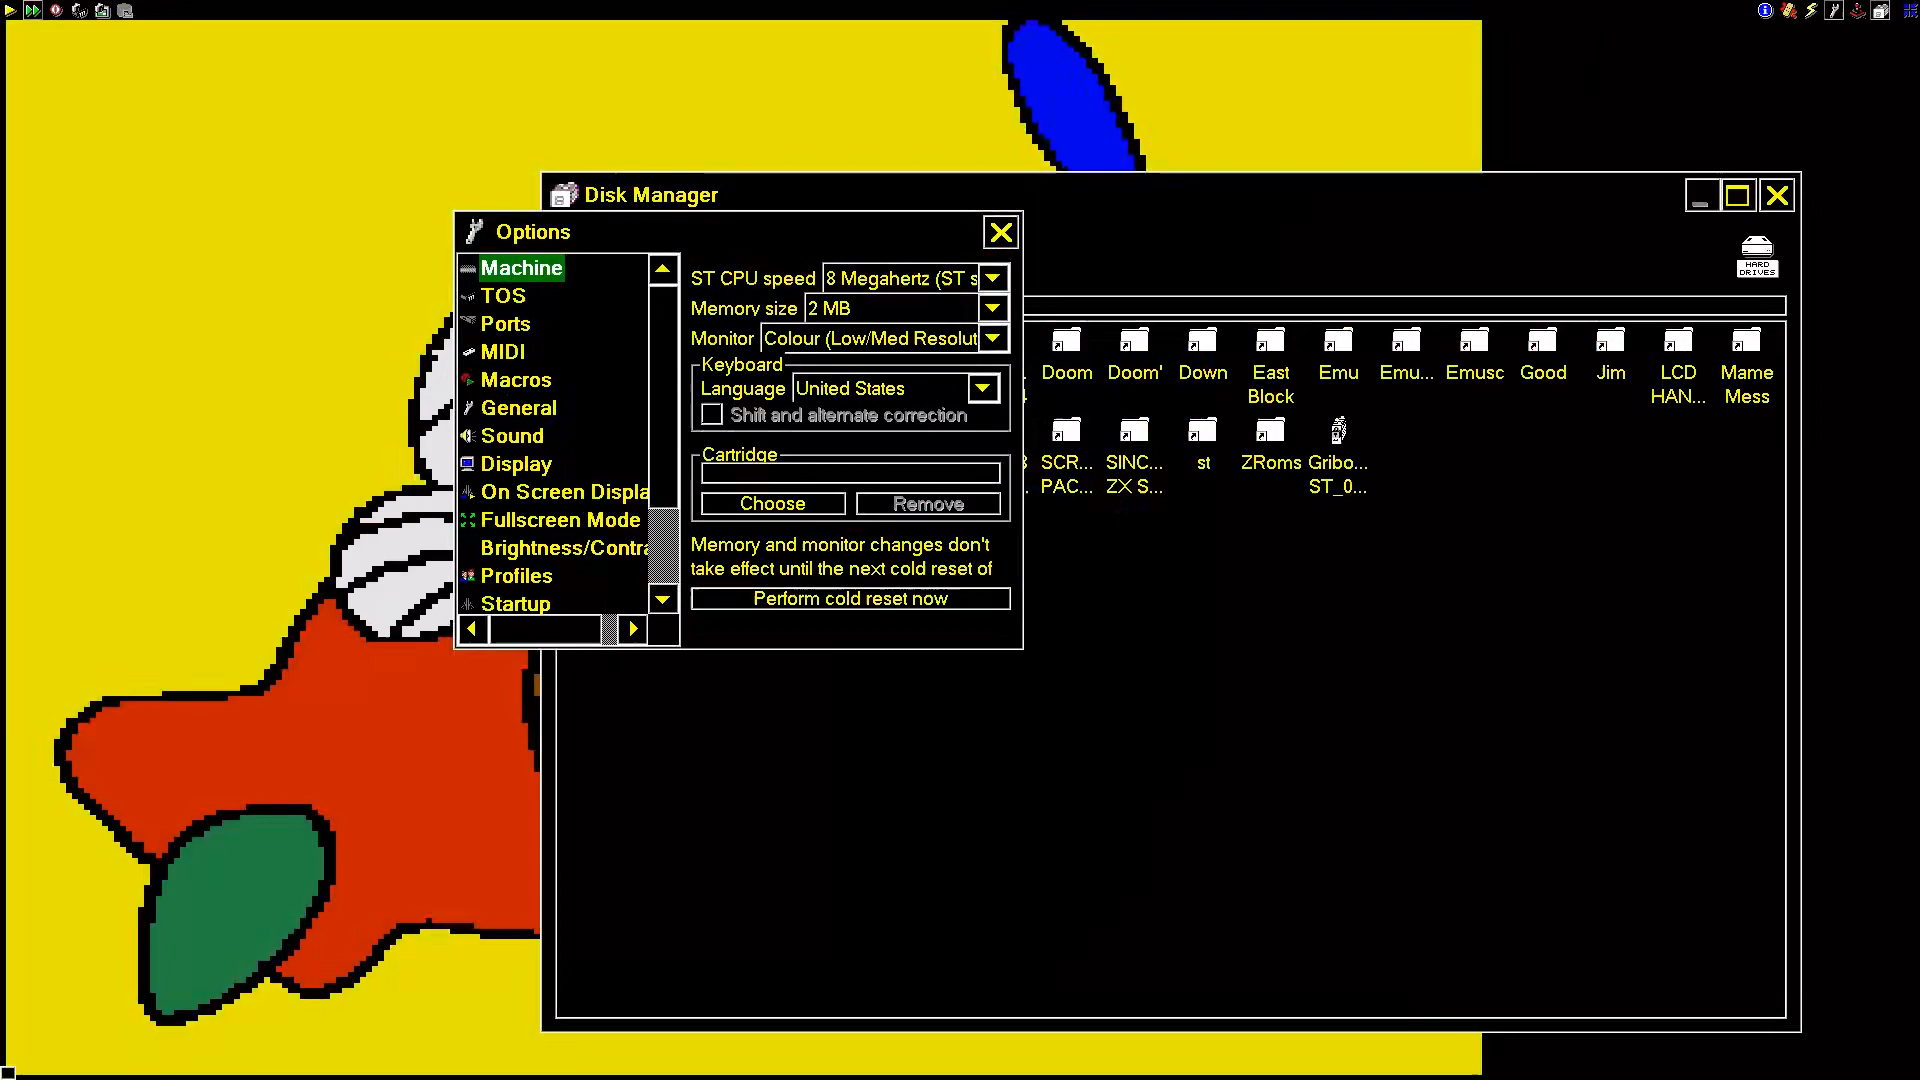 Disk Manager
Options
HARD
DRIVES
Machine
TOS
Ports
MIDI
Macros
General
Sound
Display
On Screen Displa
Fullscreen Mode
Brightness/Contra
Profiles
Startup
ST CPU speed 8 Megahertz (ST s
Memory size 2 MB
Monitor Colour (Low/Med Resolut
Keyboard
Language United States
Shift and alternate correction
Cartridge
Choose Remove
Memory and monitor changes don't
take effect until the next cold reset of
Perform cold reset now
Doom Doom' Down East Block Emu Emu... Emusc Good Jim LCD HAN... Mame Mess
SCR... PAC... SINC... ZX S... st ZRoms Gribo... ST_0...